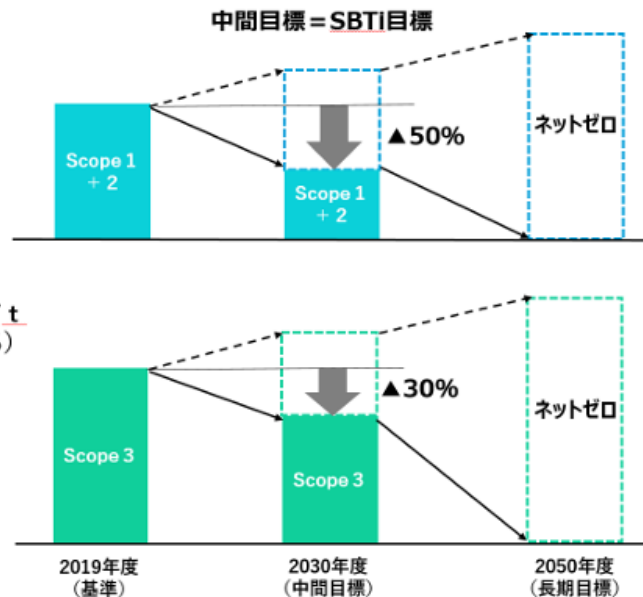 中間目標＝SBTi目標
Scope 1
+ 2
▲50%
Scope 1
+ 2
ネットゼロ
t
▲30%
Scope 3
Scope 3
ネットゼロ
2019年度
（基準）
2030年度
（中間目標）
2050年度
（長期目標）